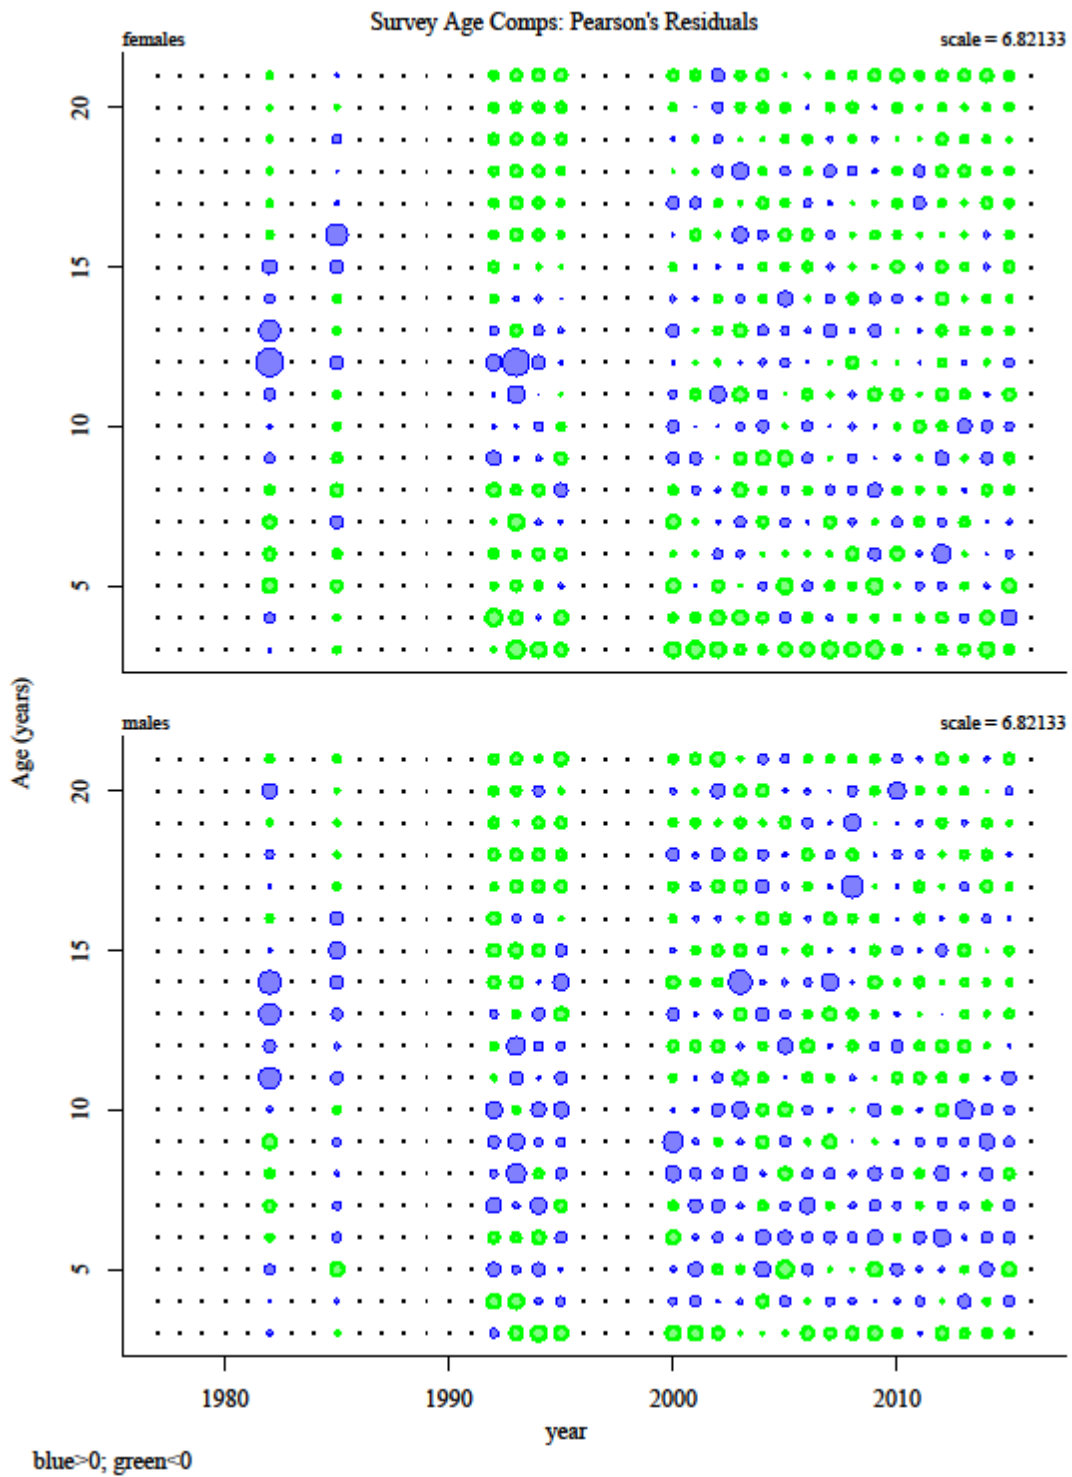 Survey Age Comps: Pearson's Residuals
females
scale = 6.82133
20
15
10
5
Age (years)
males
scale = 6.82133
20
15
10
5
1980
1990
2000
2010
year
blue>0; green<0